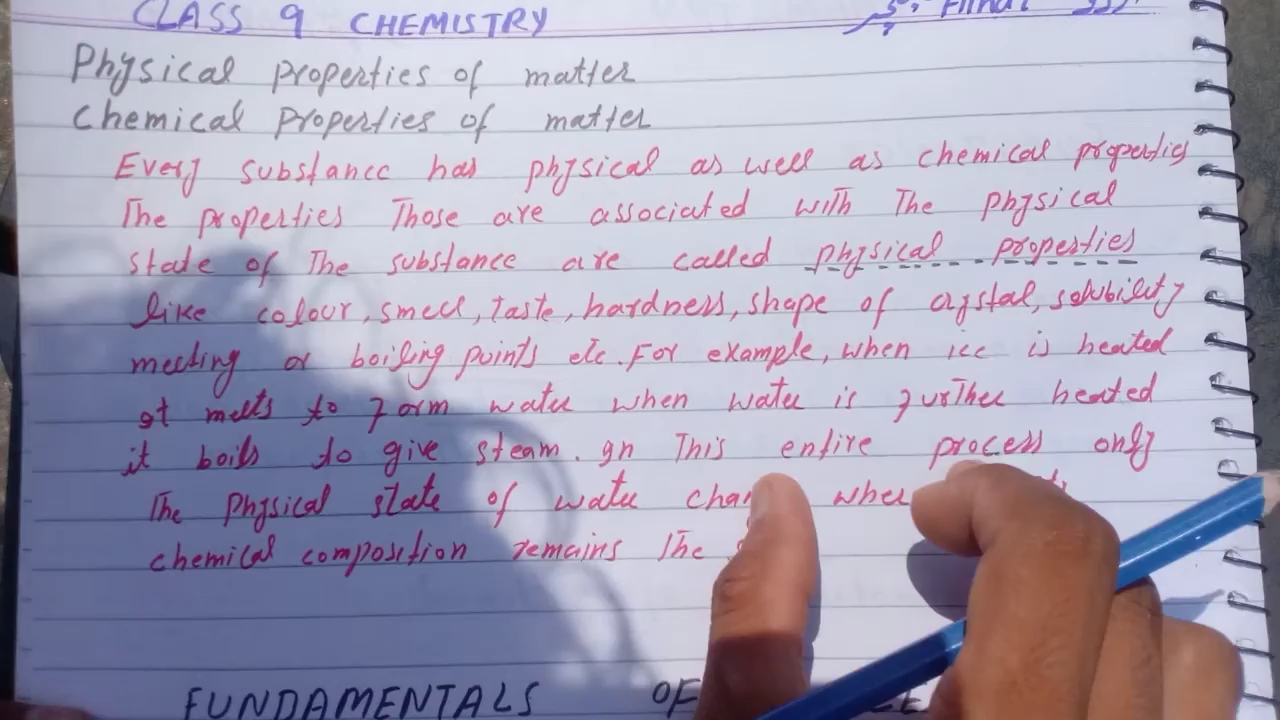 CLASS 9 CHEMISTRY
Physical properties of matter
Chemical properties of matter
Every substance has physical as well as chemical properties
The properties Those are associated with The physical
state of The substance are called physical properties
like colour, smell, taste, hardness, shape of crystal, solubility
melting or boiling points etc. For example, when ice is heated
It melts to form water when water is further heated
it boils to give steam. In This entire process only
The physical state of water wher
chemical composition remains The
FUNDAMENTALS OF